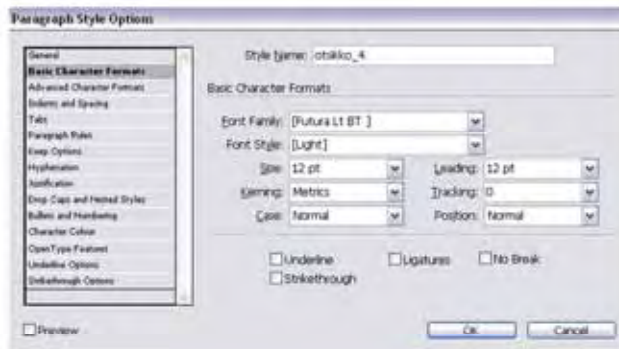 Paragraph Style Options
General
Basic Character Formats
Advanced Character Formats
Indents and Spacing
Tabs
Paragraph Rules
Keep Options
Hyphenation
Justification
Drop Caps and Nested Styles
Bullets and Numbering
Character Colour
OpenType Features
Underline Options
Strikethrough Options
Preview
Style Name: otsikko_4
Basic Character Formats
Font Family: [Futura Lt BT ]
Font Style: [Light]
Size: 12 pt Leading: 12 pt
Kerning: Metrics Tracking: 0
Case: Normal Position: Normal
Underline Ligatures No Break
Strikethrough
OK Cancel